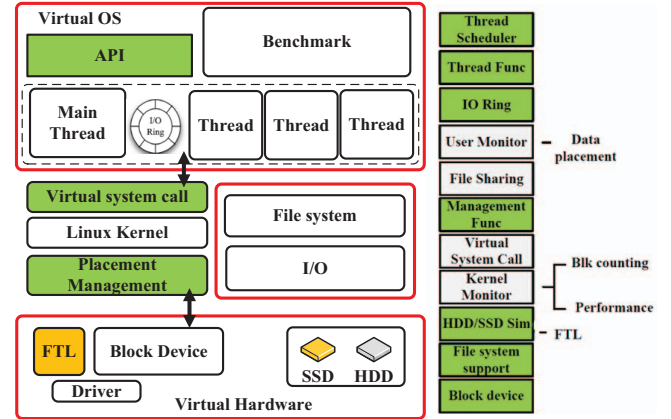 Virtual OS
API
Benchmark
Main
Thread
I/O
Ring
Thread
Thread
Thread
Virtual system call
Linux Kernel
Placement
Management
File system
I/O
FTL
Block Device
Driver
SSD
HDD
Virtual Hardware
Thread
Scheduler
Thread Func
IO Ring
User Monitor
Data
placement
File Sharing
Management
Func
Virtual
System Call
Kernel
Monitor
Blk counting
Performance
HDD/SSD Sim
FTL
File system
support
Block device